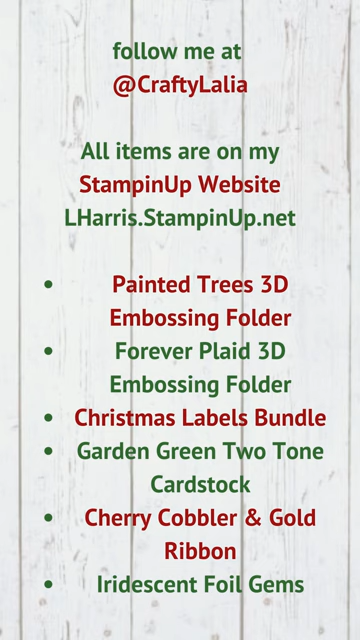 follow me at
@CraftyLalia
All items are on my
StampinUp Website
LHarris.StampinUp.net
• Painted Trees 3D
Embossing Folder
• Forever Plaid 3D
Embossing Folder
• Christmas Labels Bundle
• Garden Green Two Tone
Cardstock
• Cherry Cobbler & Gold
Ribbon
• Iridescent Foil Gems